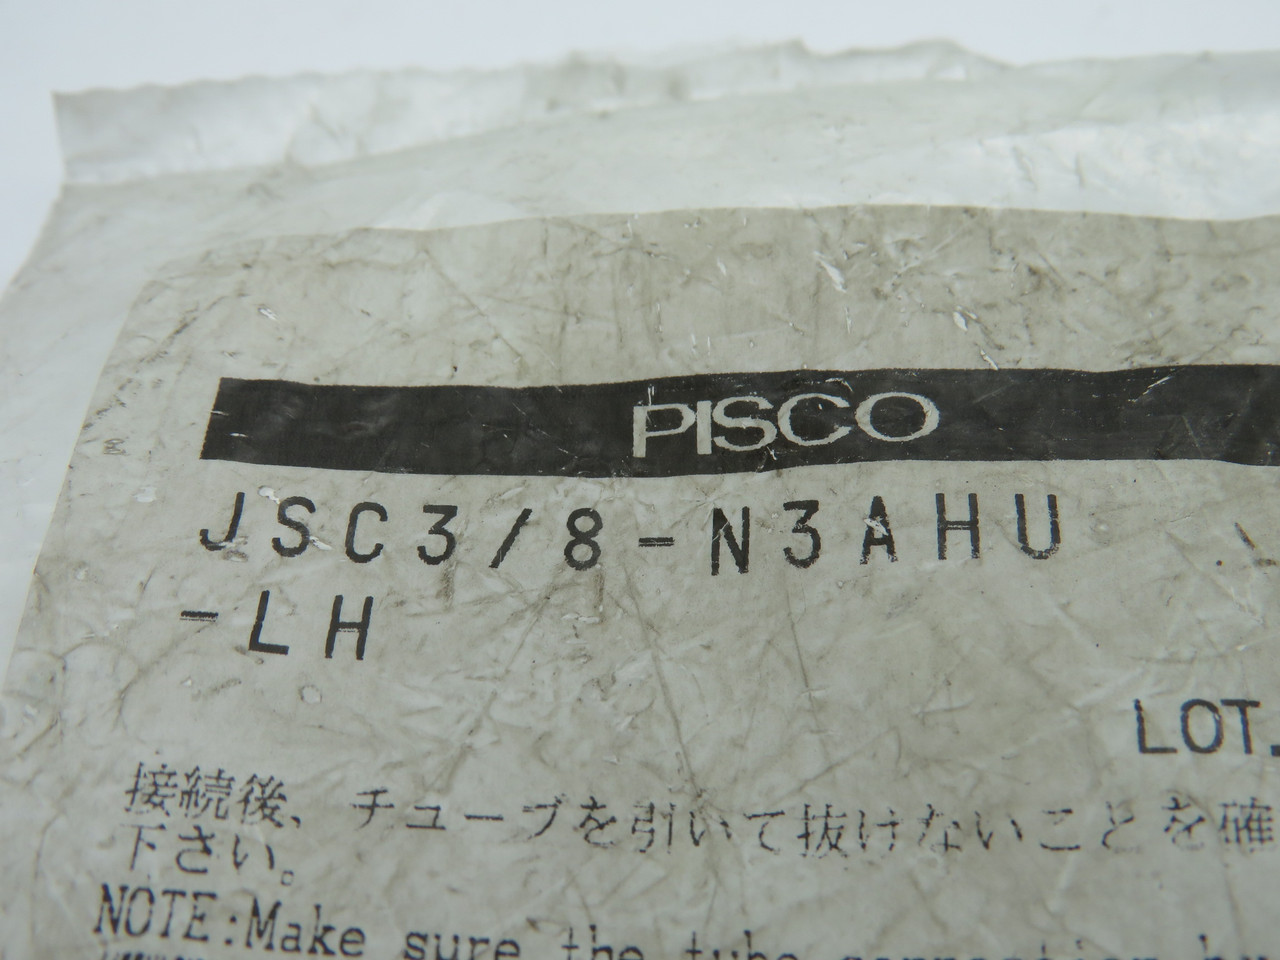 PISCO
JSC3/8-N3AHU
-LH
LOT.
接続後、チューブを引いて抜けないことを確
下さい。
NOTE:Make sure the tube connection by